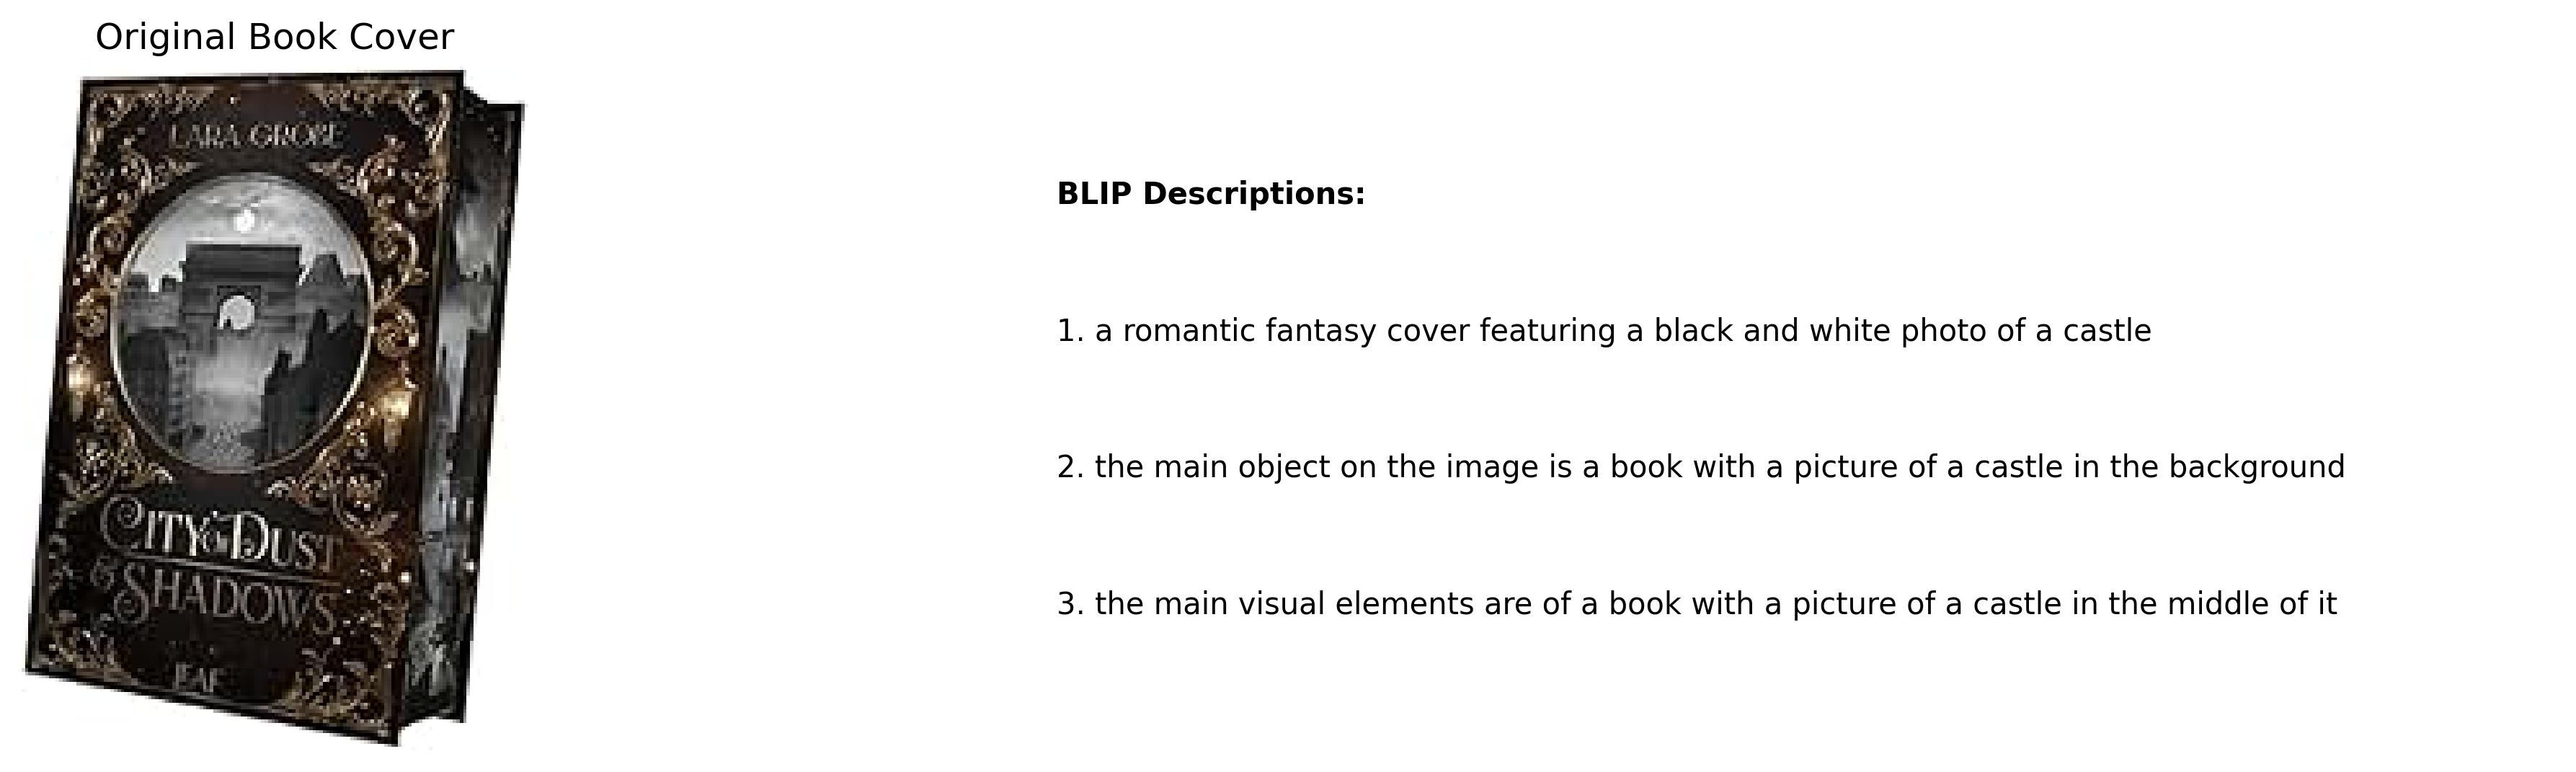 Original Book Cover
LARA GROßE
CITY OF DUST
& SHADOWS
BLIP Descriptions:
1. a romantic fantasy cover featuring a black and white photo of a castle
2. the main object on the image is a book with a picture of a castle in the background
3. the main visual elements are of a book with a picture of a castle in the middle of it